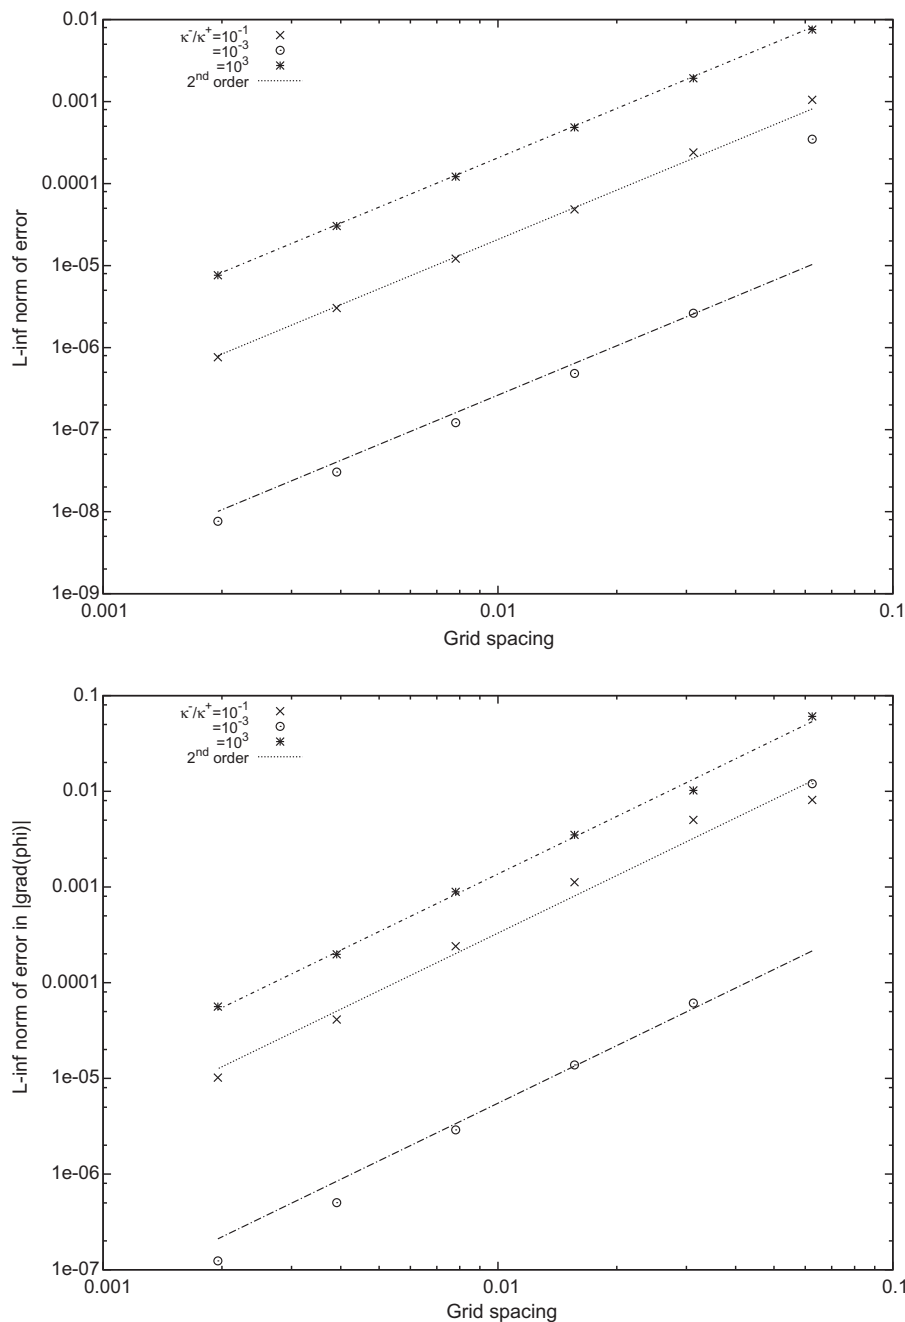 0.01
κ⁻/κ⁺=10⁻¹
=10⁻³
=10³
2ⁿᵈ order
0.001
0.0001
1e-05
1e-06
1e-07
1e-08
1e-09
L-inf norm of error
0.001 0.01 0.1
Grid spacing
0.1
κ⁻/κ⁺=10⁻¹
=10⁻³
=10³
2ⁿᵈ order
0.01
0.001
0.0001
1e-05
1e-06
1e-07
L-inf norm of error in |grad(phi)|
0.001 0.01 0.1
Grid spacing